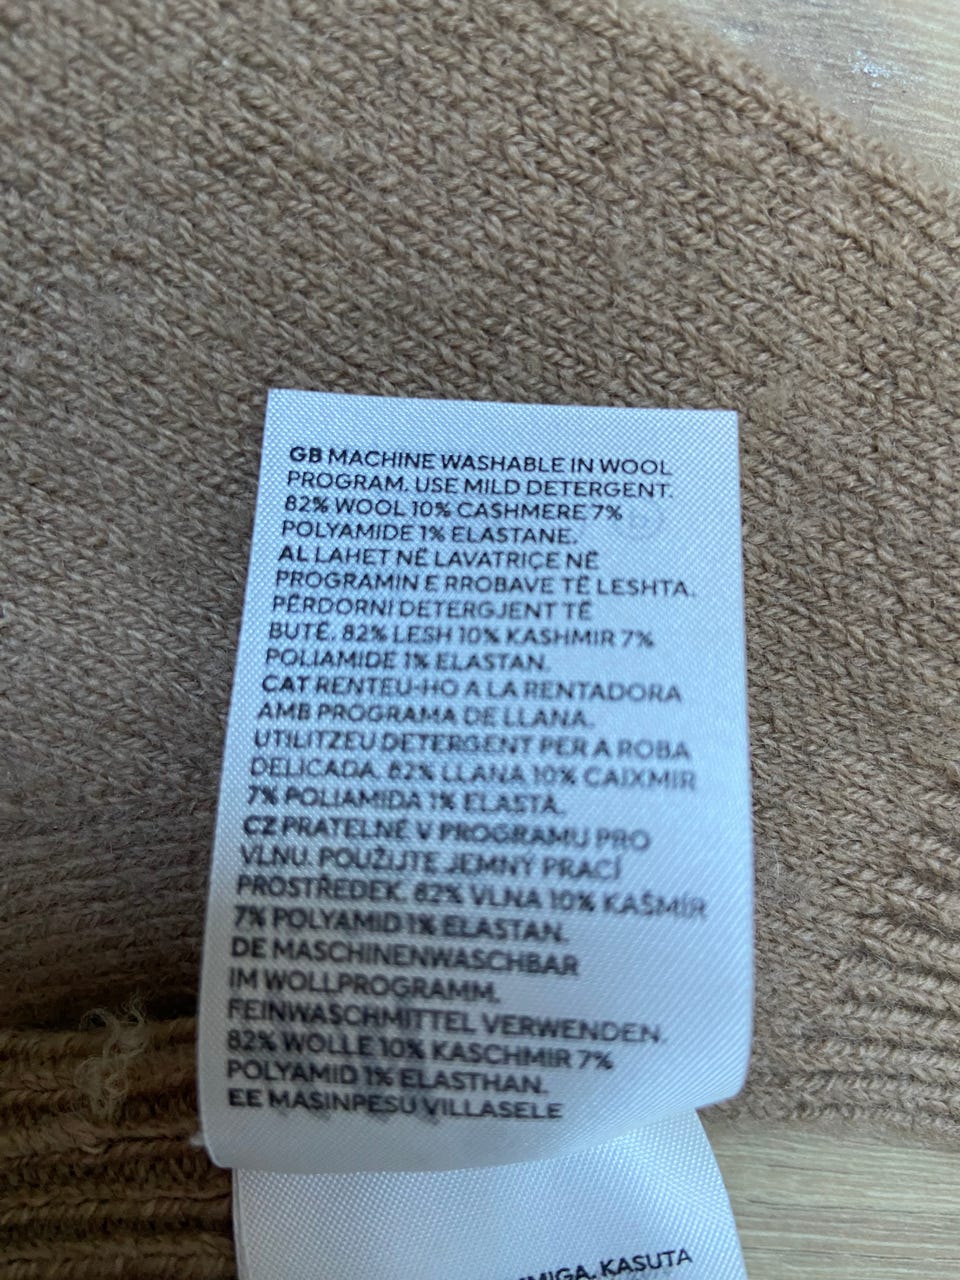 GB MACHINE WASHABLE IN WOOL
PROGRAM. USE MILD DETERGENT.
82% WOOL 10% CASHMERE 7%
POLYAMIDE 1% ELASTANE.
AL LAHET NË LAVATRIÇE NË
PROGRAMIN E RROBAVE TË LESHTA.
PËRDORNI DETERGJENT TË
BUTË. 82% LESH 10% KASHMIR 7%
POLIAMIDE 1% ELASTAN.
CAT RENTEU-HO A LA RENTADORA
AMB PROGRAMA DE LLANA.
UTILITZEU DETERGENT PER A ROBA
DELICADA. 82% LLANA 10% CAIXMIR
7% POLIAMIDA 1% ELASTÀ.
CZ PRATELNÉ V PROGRAMU PRO
VLNU. POUŽIJTE JEMNÝ PRACÍ
PROSTŘEDEK. 82% VLNA 10% KAŠMÍR
7% POLYAMID 1% ELASTAN.
DE MASCHINENWASCHBAR
IM WOLLPROGRAMM.
FEINWASCHMITTEL VERWENDEN.
82% WOLLE 10% KASCHMIR 7%
POLYAMID 1% ELASTHAN.
EE MASINPESU VILLASELE
KASUTA